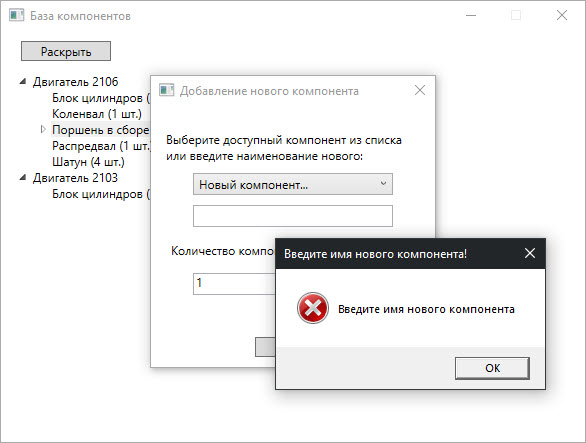 База компонентов
Раскрыть
Двигатель 2106
Блок цилиндров (
Коленвал (1 шт.)
Поршень в сборе
Распредвал (1 шт.
Шатун (4 шт.)
Двигатель 2103
Блок цилиндров (
Добавление нового компонента
Выберите доступный компонент из списка
или введите наименование нового:
Новый компонент...
Количество компо
1
Введите имя нового компонента!
Введите имя нового компонента
OK